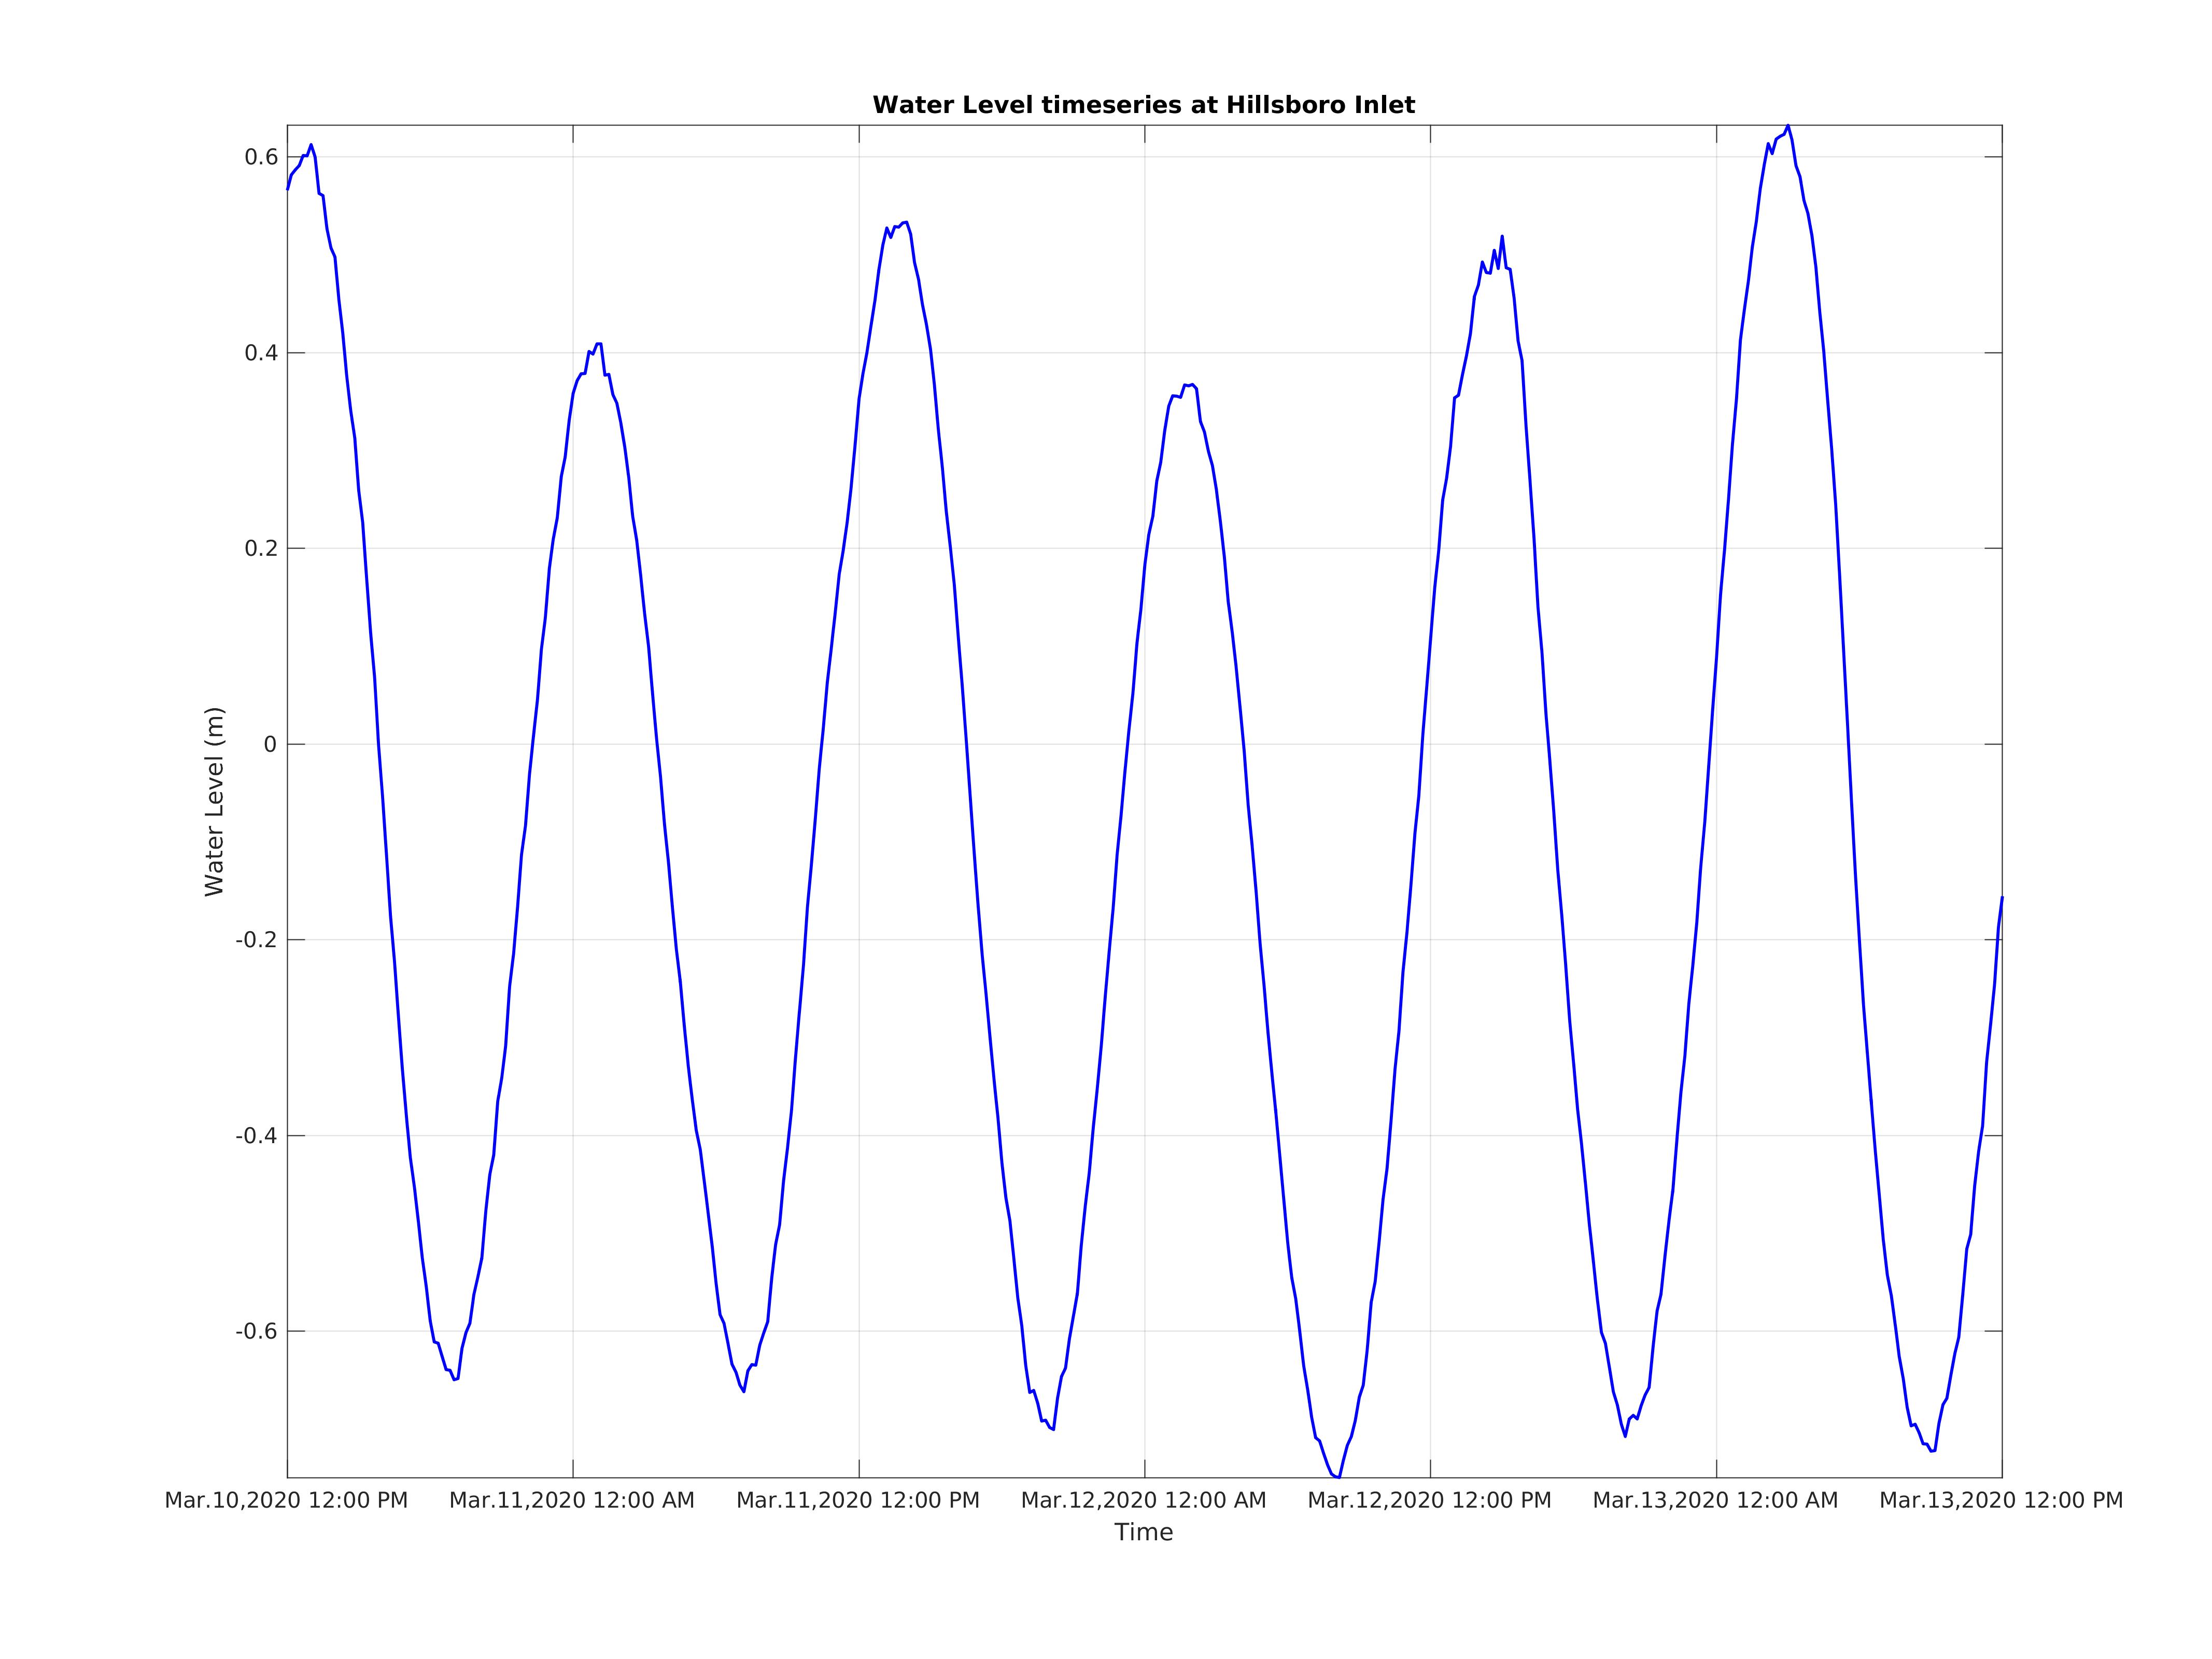 Water Level timeseries at Hillsboro Inlet
0.6
0.4
0.2
0
-0.2
-0.4
-0.6
Water Level (m)
Mar.10,2020 12:00 PM Mar.11,2020 12:00 AM Mar.11,2020 12:00 PM Mar.12,2020 12:00 AM Mar.12,2020 12:00 PM Mar.13,2020 12:00 AM Mar.13,2020 12:00 PM
Time